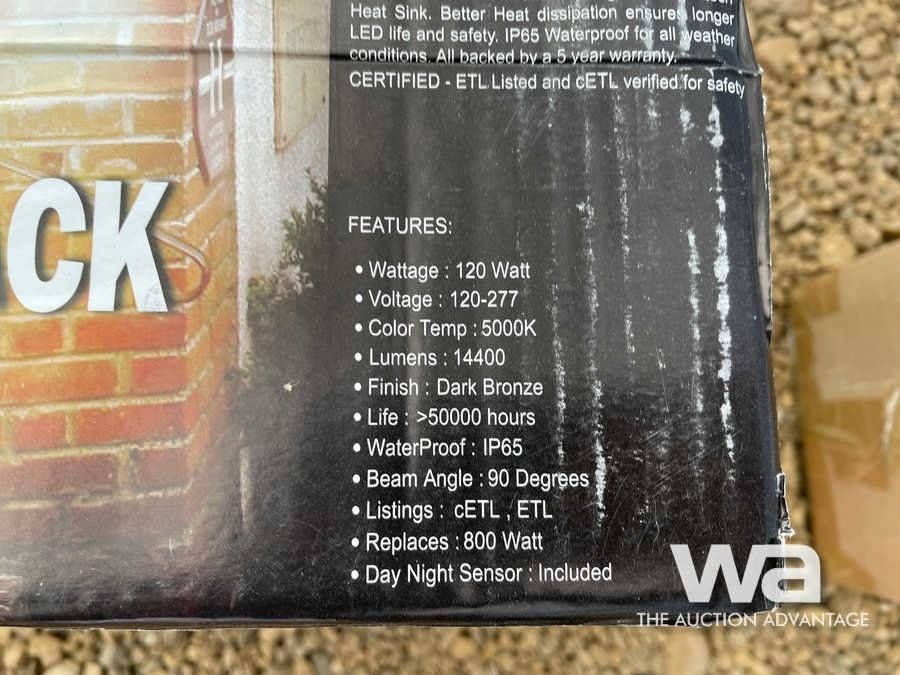 Heat Sink. Better Heat dissipation ensures longer
LED life and safety. IP65 Waterproof for all weather
conditions. All backed by a 5 year warranty.
CERTIFIED - ETL Listed and cETL verified for safety
ACK
FEATURES:
• Wattage : 120 Watt
• Voltage : 120-277
• Color Temp : 5000K
• Lumens : 14400
• Finish : Dark Bronze
• Life : >50000 hours
• WaterProof : IP65
• Beam Angle : 90 Degrees
• Listings : cETL , ETL
• Replaces : 800 Watt
• Day Night Sensor : Included
wa
THE AUCTION ADVANTAGE